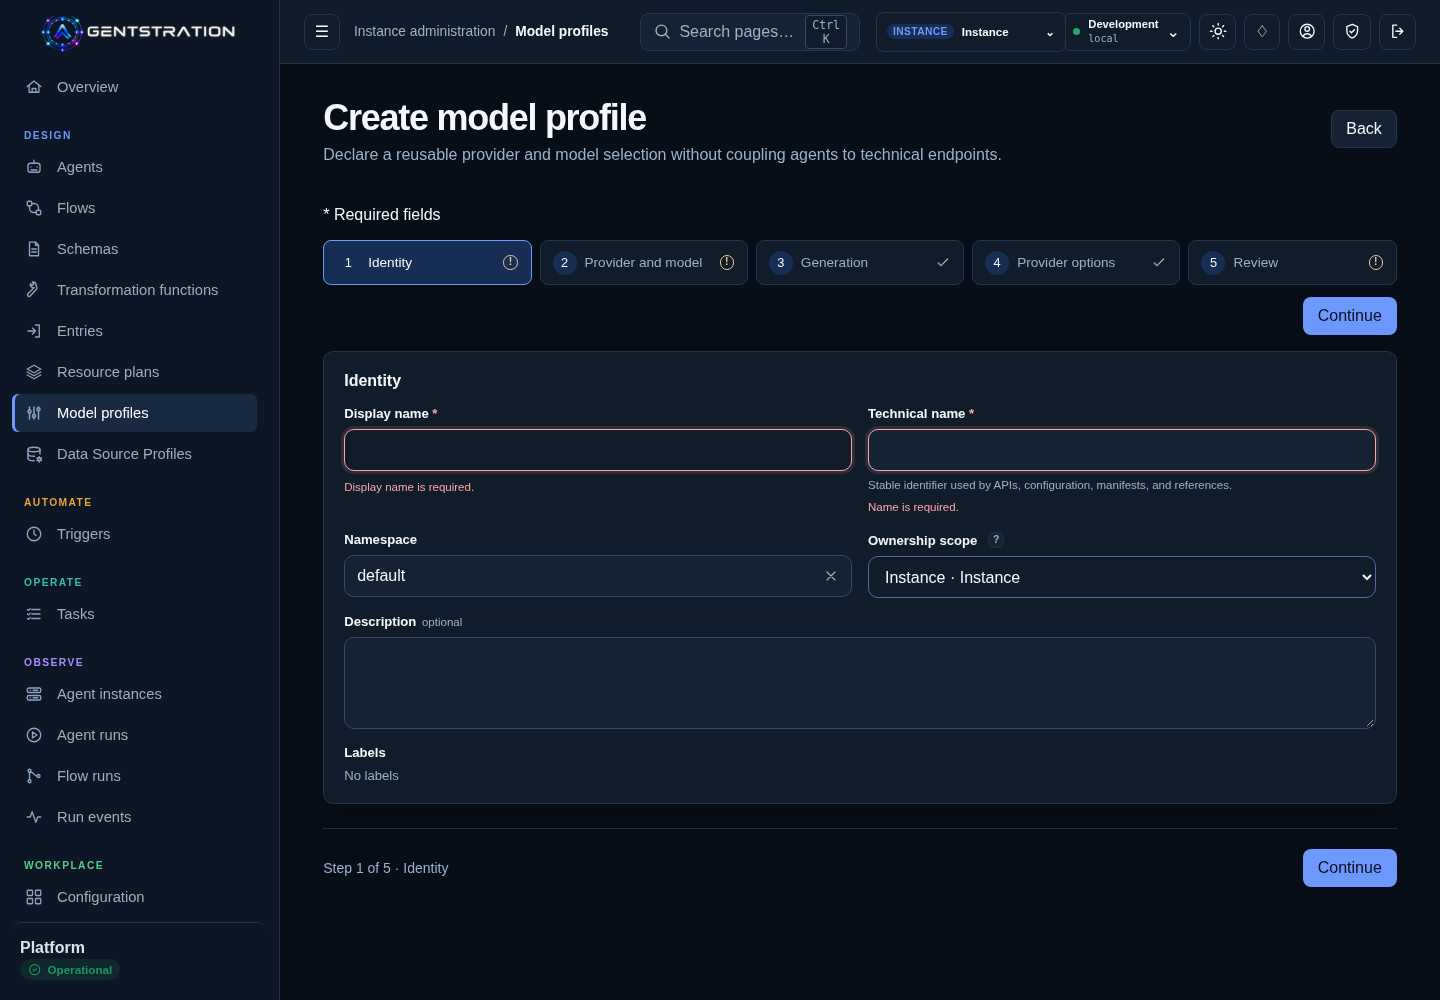 GENTSTRATION
Overview
DESIGN
Agents
Flows
Schemas
Transformation functions
Entries
Resource plans
Model profiles
Data Source Profiles
AUTOMATE
Triggers
OPERATE
Tasks
OBSERVE
Agent instances
Agent runs
Flow runs
Run events
WORKPLACE
Configuration
Platform
Operational
Instance administration / Model profiles
Search pages…
Ctrl K
INSTANCE Instance
Development
local
Create model profile
Declare a reusable provider and model selection without coupling agents to technical endpoints.
Back
* Required fields
1 Identity
2 Provider and model
3 Generation
4 Provider options
5 Review
Continue
Identity
Display name *
Display name is required.
Technical name *
Stable identifier used by APIs, configuration, manifests, and references.
Name is required.
Namespace
default
Ownership scope ?
Instance · Instance
Description optional
Labels
No labels
Step 1 of 5 · Identity
Continue